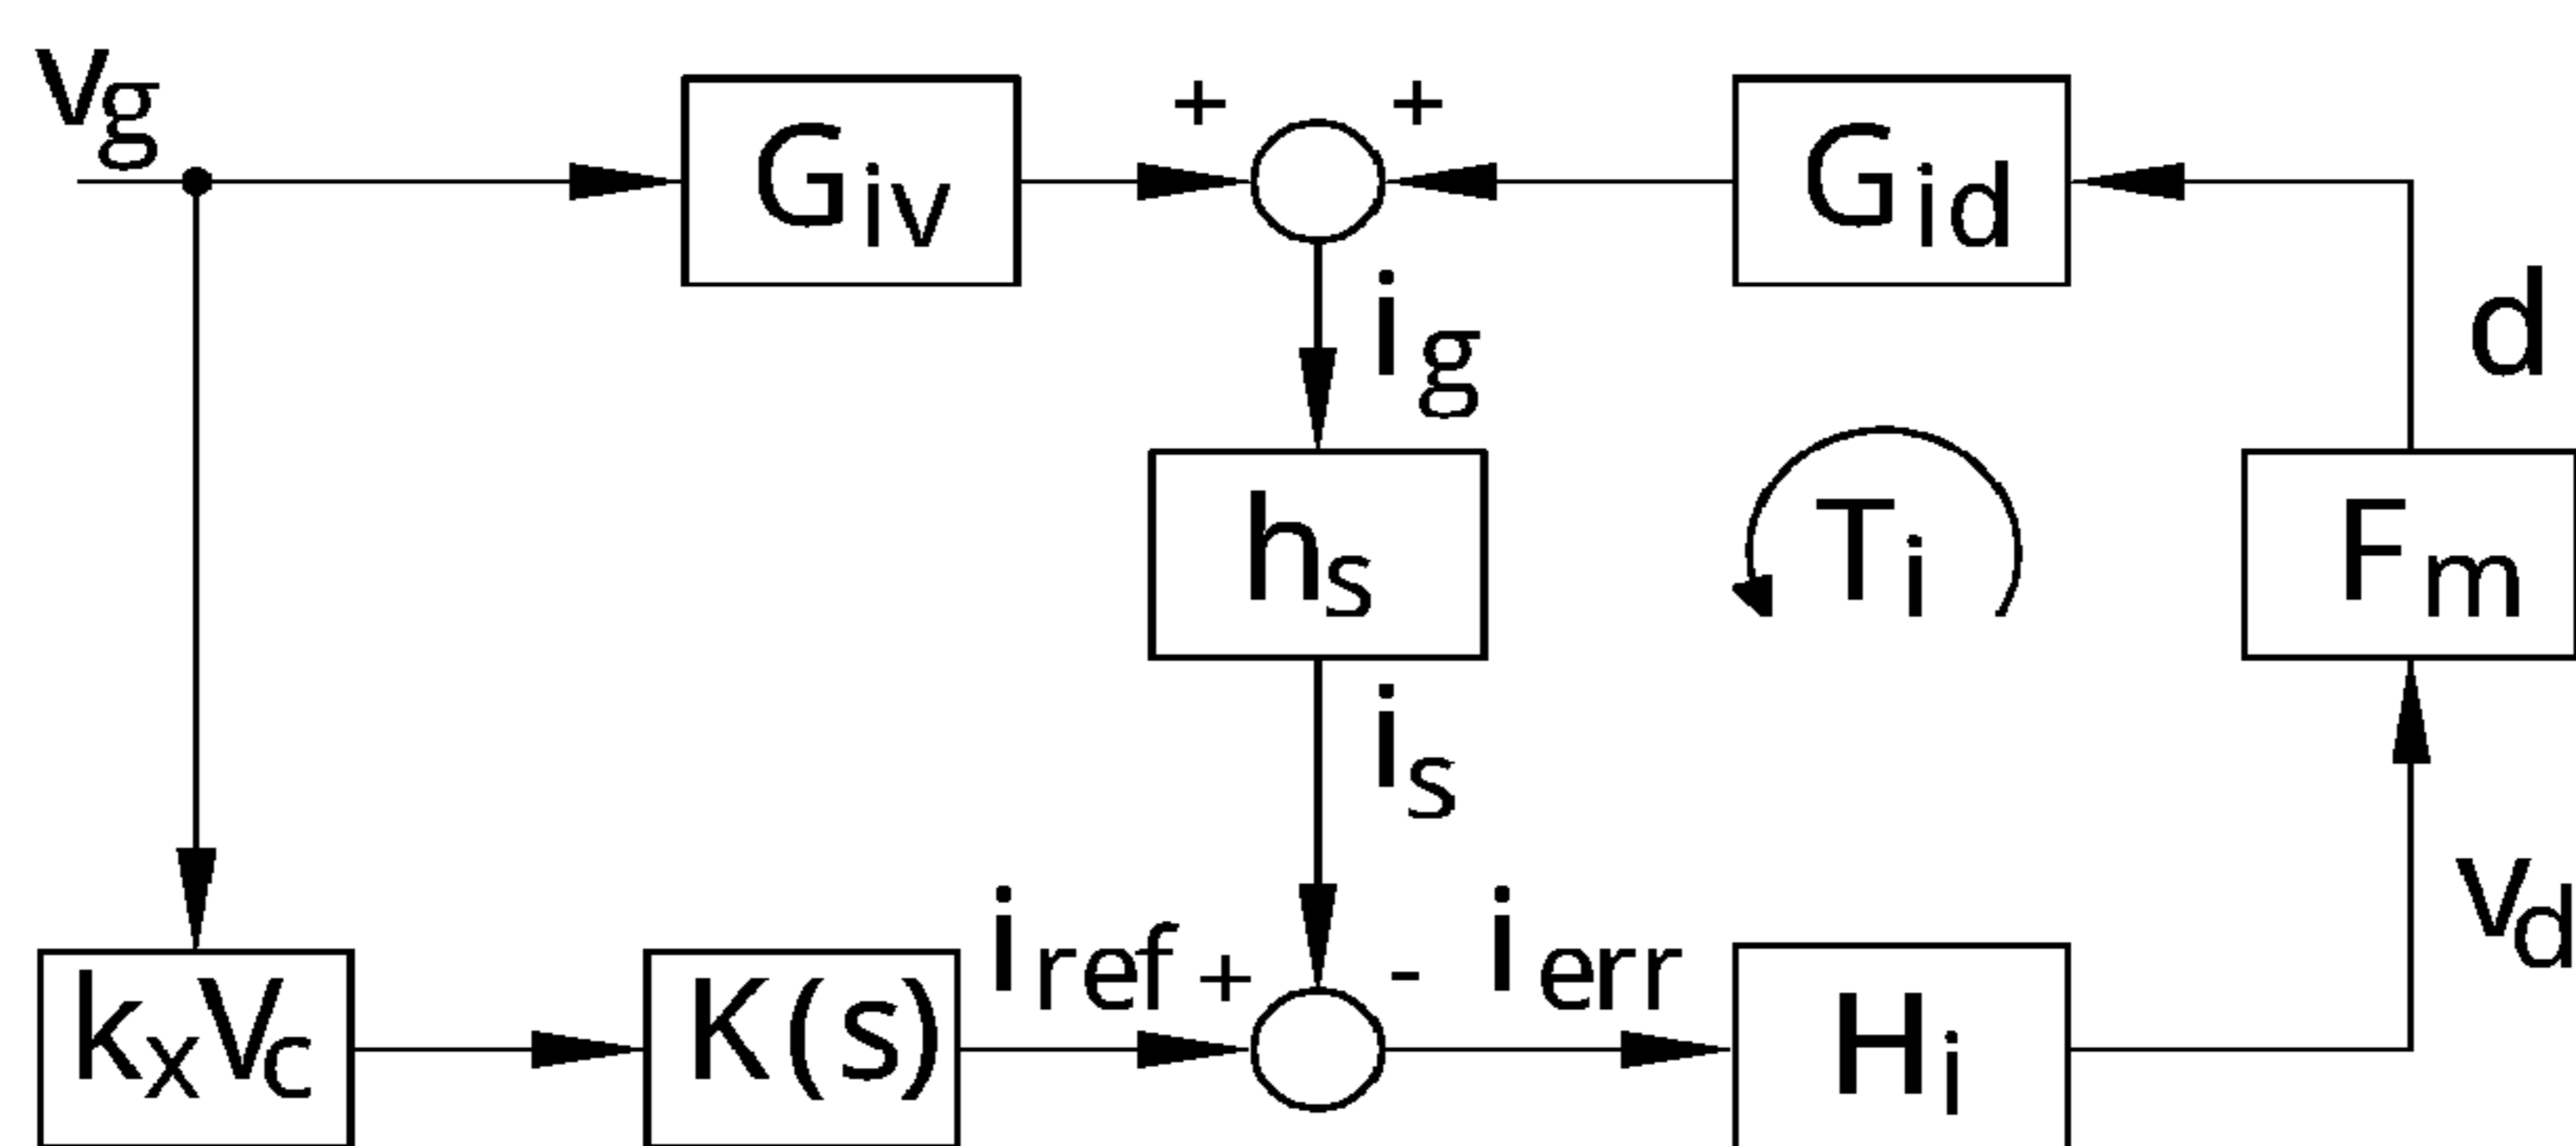 vg
Giv
+
+
Gid
ig
d
hs
Ti
Fm
is
vd
kxVc
K(s)
iref
+
-
ierr
Hi